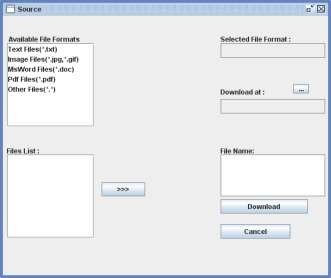 Source
Available File Formats
Text Files(*.txt)
Image Files(*.jpg,*.gif)
MsWord Files(*.doc)
Pdf Files(*.pdf)
Other Files(*.*)
Selected File Format :
Download at :
...
Files List :
>>>
File Name:
Download
Cancel